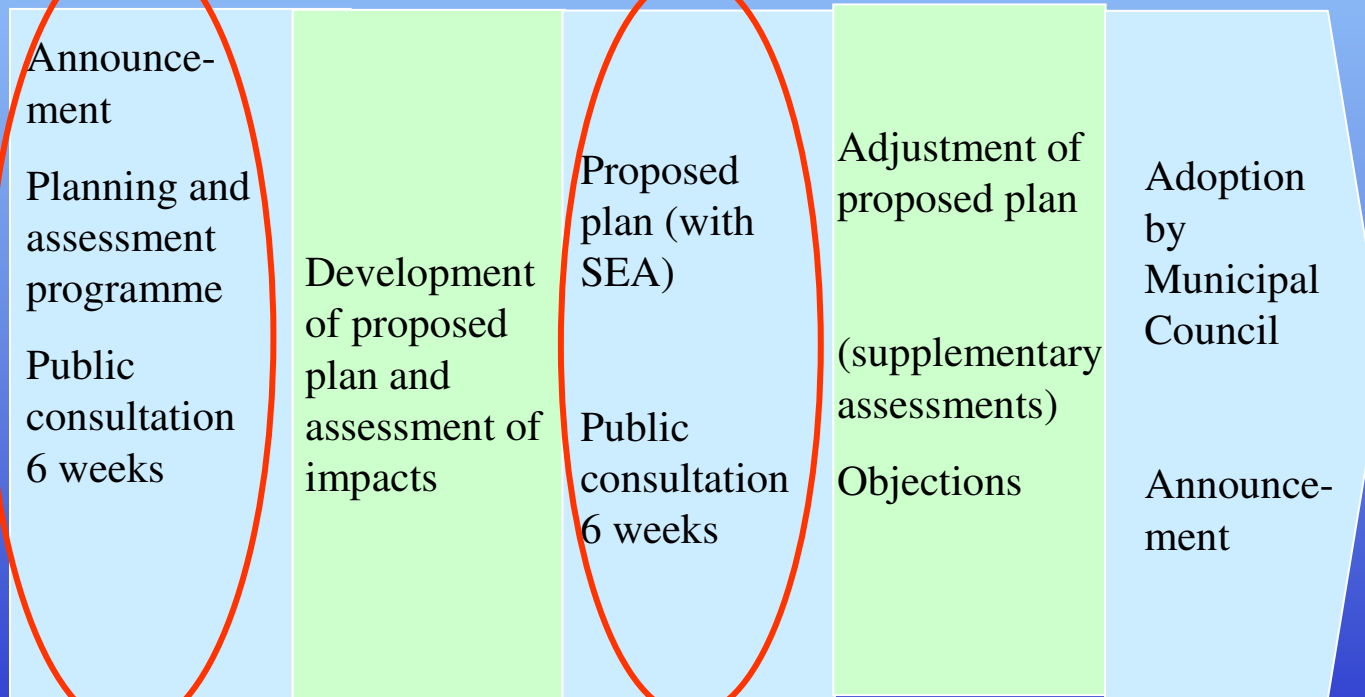 Announce-
ment
Planning and
assessment
programme
Public
consultation
6 weeks
Development
of proposed
plan and
assessment of
impacts
Proposed
plan (with
SEA)
Public
consultation
6 weeks
Adjustment of
proposed plan
(supplementary
assessments)
Objections
Adoption
by
Municipal
Council
Announce-
ment